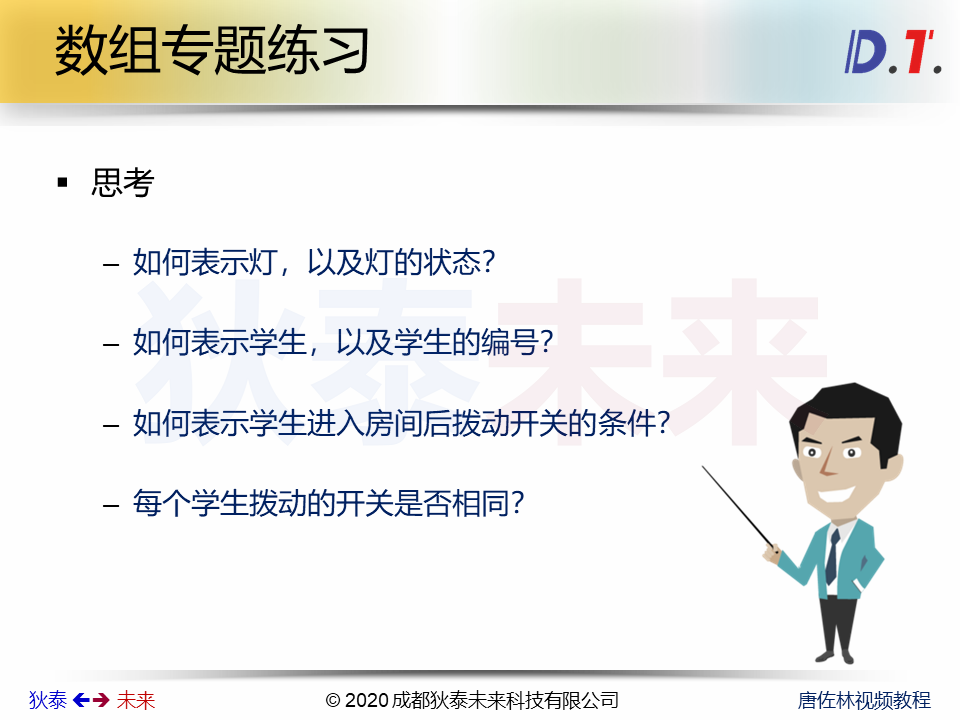 数组专题练习
D.T.
▪ 思考
– 如何表示灯，以及灯的状态？
– 如何表示学生，以及学生的编号？
– 如何表示学生进入房间后拨动开关的条件？
– 每个学生拨动的开关是否相同？
狄泰未来
狄泰 🡸🡺 未来
© 2020 成都狄泰未来科技有限公司
唐佐林视频教程